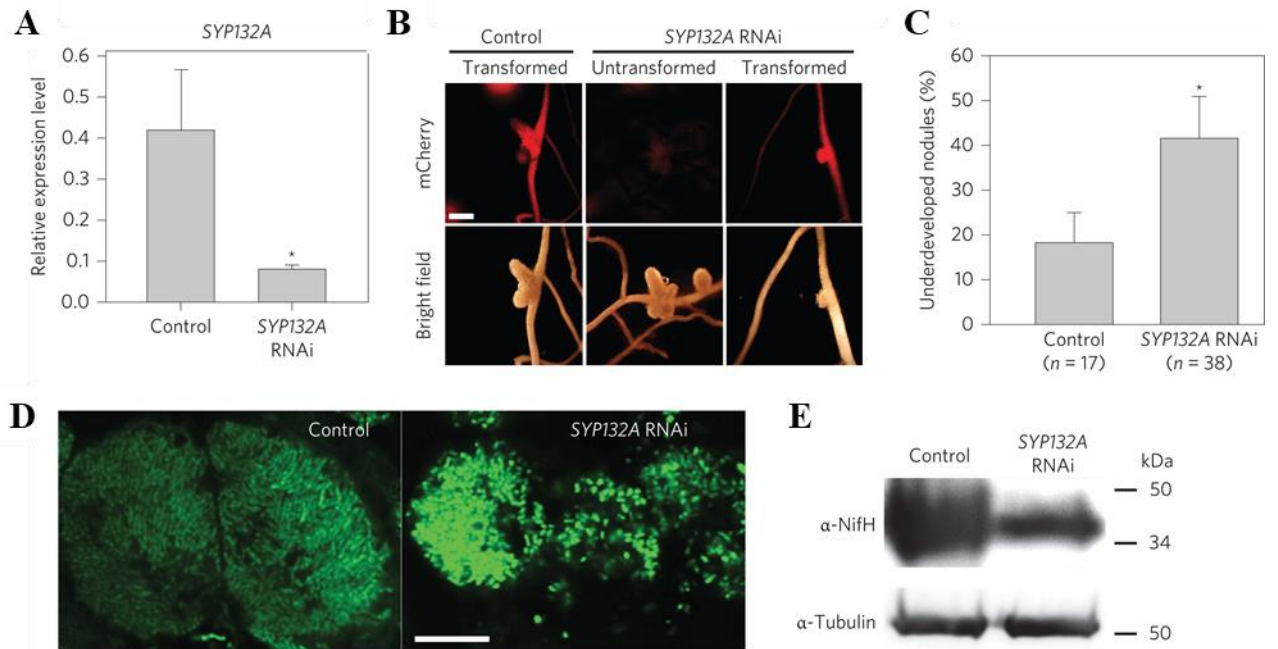 A
SYP132A
Relative expression level
0.6
0.5
0.4
0.3
0.2
0.1
0.0
*
Control
SYP132A
RNAi
B
Control
SYP132A RNAi
Transformed
Untransformed
Transformed
mCherry
Bright field
C
Underdeveloped nodules (%)
60
50
40
30
20
10
0
*
Control
(n = 17)
SYP132A RNAi
(n = 38)
D
Control
SYP132A RNAi
E
Control
SYP132A
RNAi
kDa
α-NifH
50
34
α-Tubulin
50